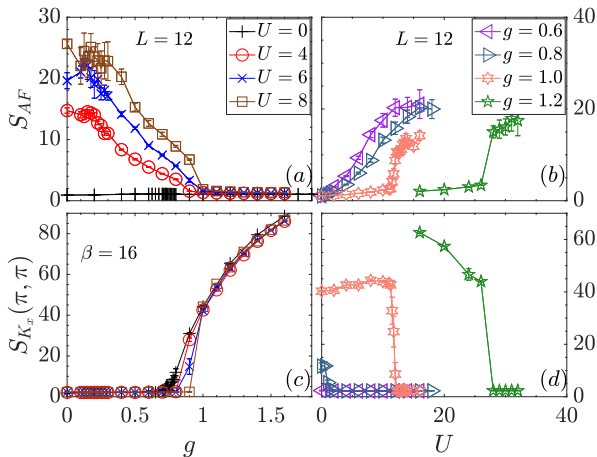 L = 12
U = 0
U = 4
U = 6
U = 8
S_{AF}
30
20
10
0
(a)
L = 12
g = 0.6
g = 0.8
g = 1.0
g = 1.2
40
20
0
(b)
β = 16
S_{K_x}(π, π)
80
60
40
20
0
(c)
0 0.5 1 1.5
g
80
60
40
20
0
(d)
0 20 40
U